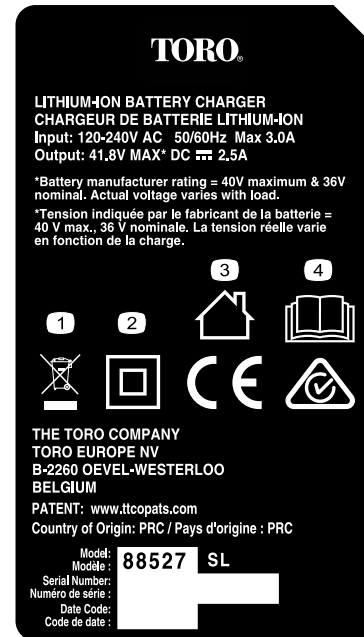 TORO®
LITHIUM-ION BATTERY CHARGER
CHARGEUR DE BATTERIE LITHIUM-ION
Input: 120-240V AC 50/60Hz Max 3.0A
Output: 41.8V MAX* DC ⎓ 2.5A
*Battery manufacturer rating = 40V maximum & 36V
nominal. Actual voltage varies with load.
*Tension indiquée par le fabricant de la batterie =
40 V max., 36 V nominale. La tension réelle varie
en fonction de la charge.
3 4
1 2
CE
THE TORO COMPANY
TORO EUROPE NV
B-2260 OEVEL-WESTERLOO
BELGIUM
PATENT: www.ttcopats.com
Country of Origin: PRC / Pays d'origine : PRC
Model:
Modèle : 88527 SL
Serial Number:
Numéro de série :
Date Code:
Code de date :